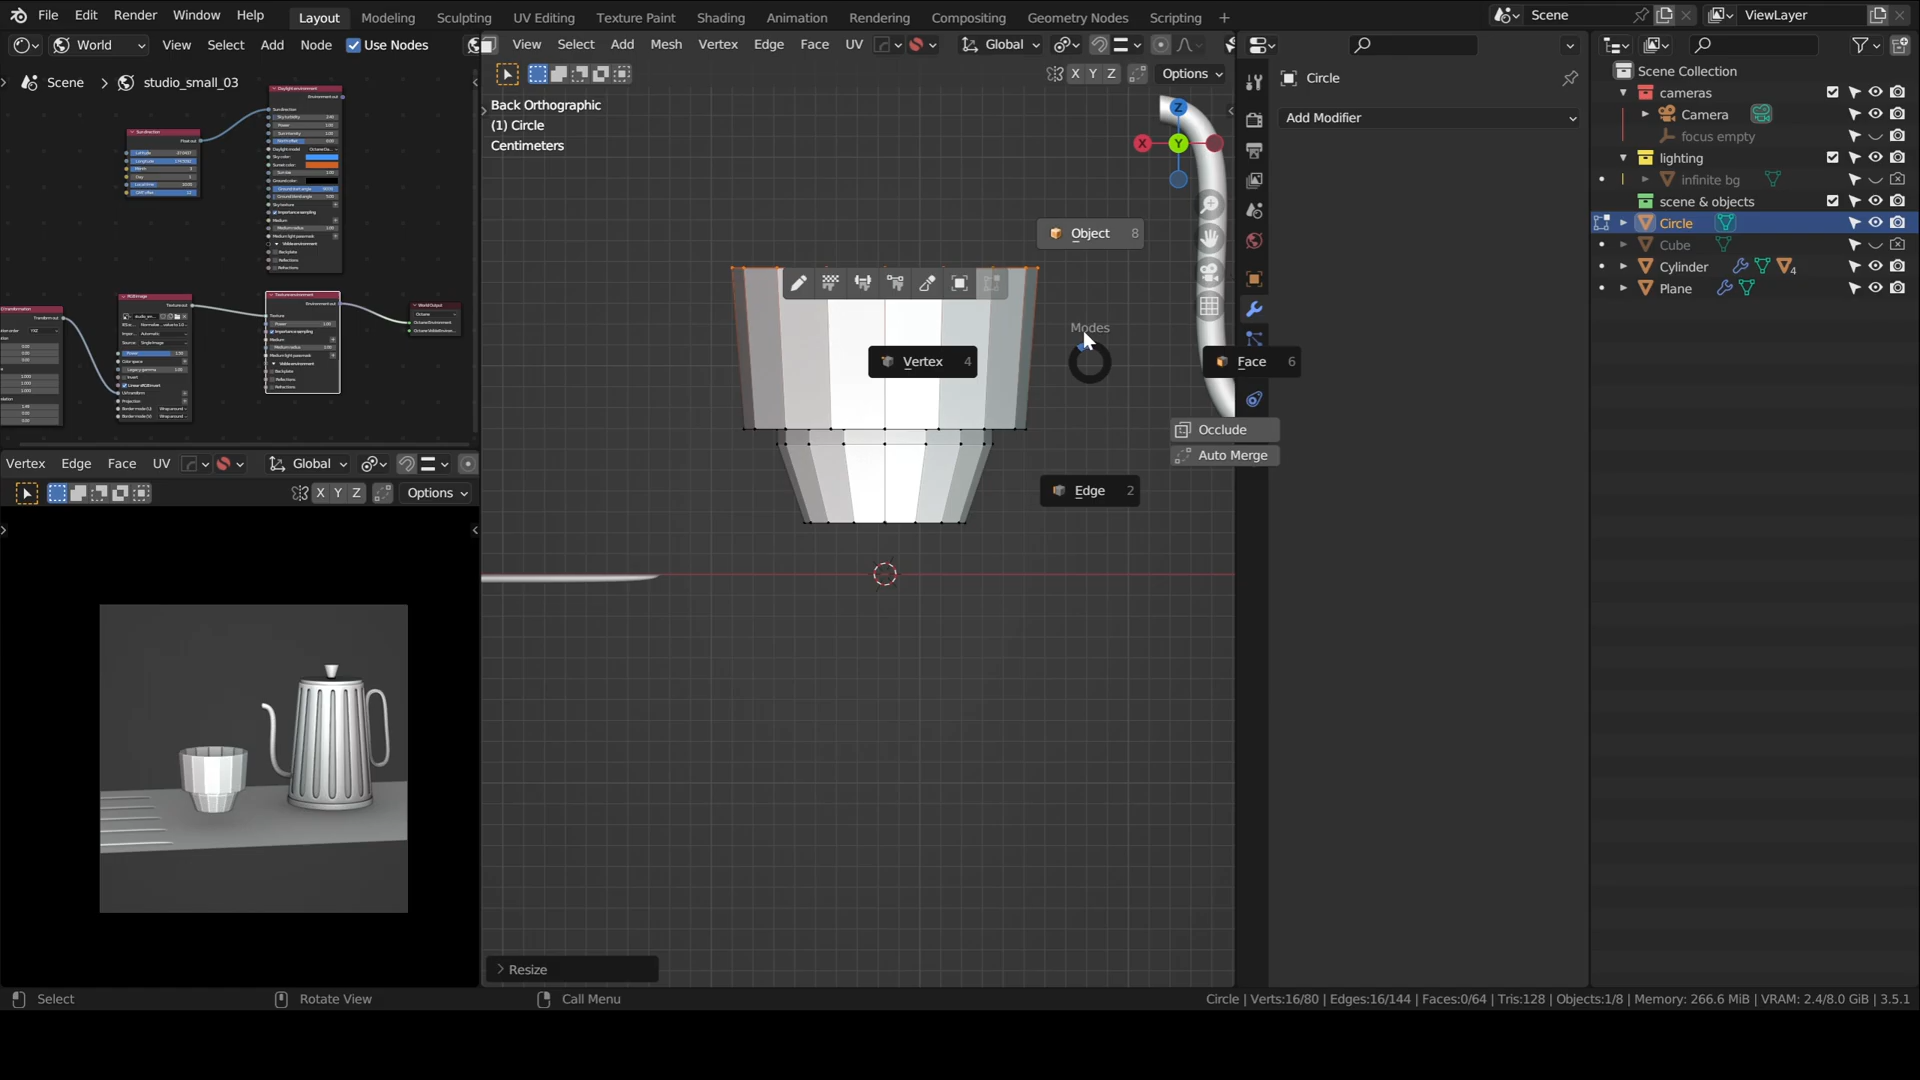 File Edit Render Window Help Layout Modeling Sculpting UV Editing Texture Paint Shading Animation Rendering Compositing Geometry Nodes Scripting + Scene ViewLayer
World View Select Add Node Use Nodes
View Select Add Mesh Vertex Edge Face UV Global
X Y Z Options
Scene > studio_small_03
Back Orthographic
(1) Circle
Centimeters
Z
X
Y
Object 8
Modes
Vertex 4
Face 6
Occlude
Auto Merge
Edge 2
> Resize
Circle
Add Modifier
Scene Collection
cameras
Camera
focus empty
lighting
infinite bg
scene & objects
Circle
Cube
Cylinder 4
Plane
Vertex Edge Face UV Global
X Y Z Options
Select Rotate View Call Menu Circle | Verts:16/80 | Edges:16/144 | Faces:0/64 | Tris:128 | Objects:1/8 | Memory: 266.6 MiB | VRAM: 2.4/8.0 GiB | 3.5.1